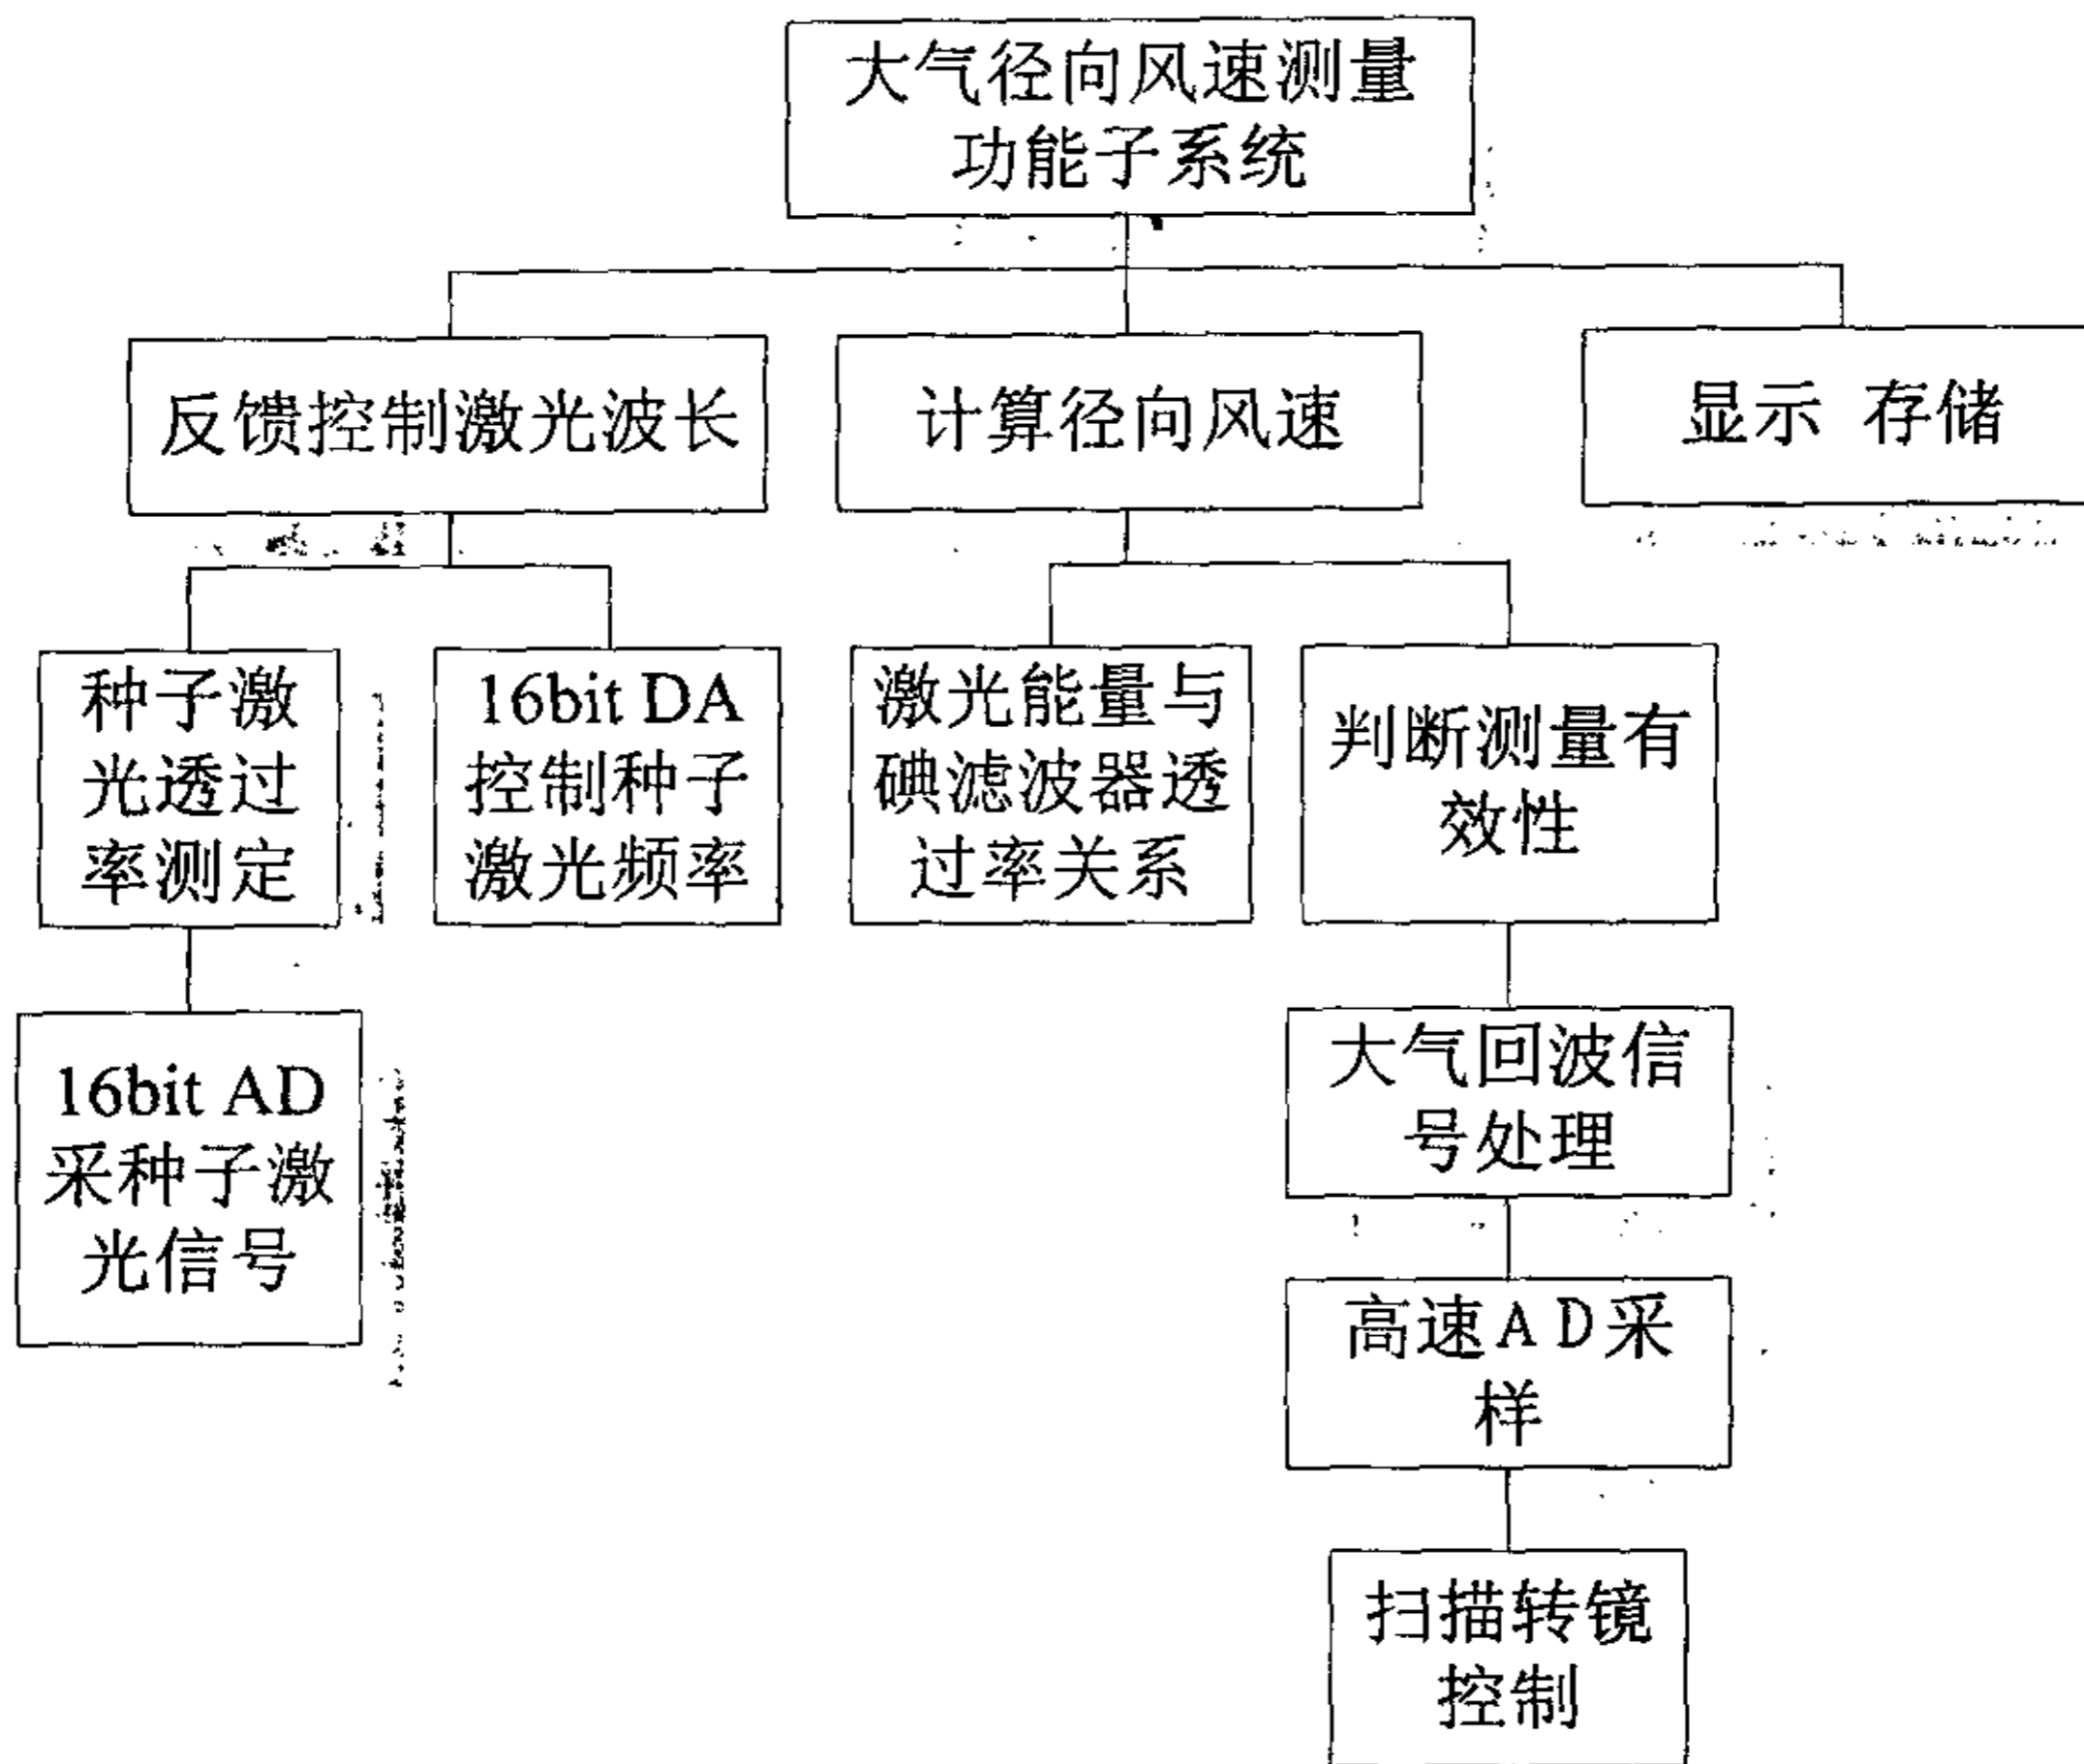 大气径向风速测量
功能子系统
反馈控制激光波长
计算径向风速
显示 存储
种子激
光透过
率测定
16bit DA
控制种子
激光频率
激光能量与
碘滤波器透
过率关系
判断测量有
效性
16bit AD
采种子激
光信号
大气回波信
号处理
高速AD采
样
扫描转镜
控制